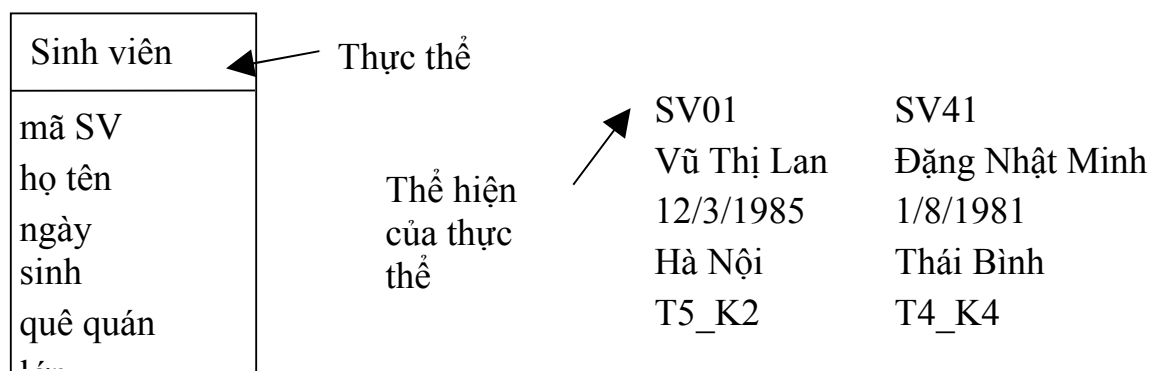 Sinh viên
Thực thể
mã SV
họ tên
ngày
sinh
quê quán
Thể hiện
của thực
thể
SV01
Vũ Thị Lan
12/3/1985
Hà Nội
T5_K2
SV41
Đặng Nhật Minh
1/8/1981
Thái Bình
T4_K4